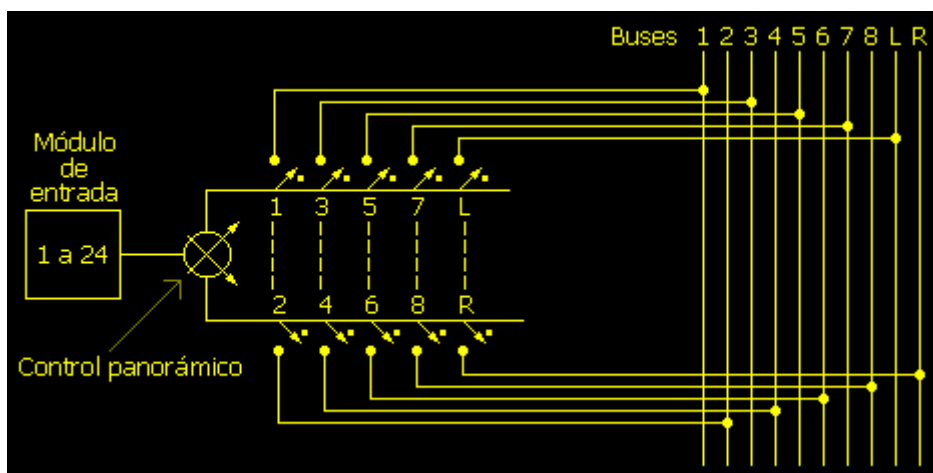 Buses 1 2 3 4 5 6 7 8 L R
Módulo
de
entrada
1 a 24
1 3 5 7 L
2 4 6 8 R
Control panorámico